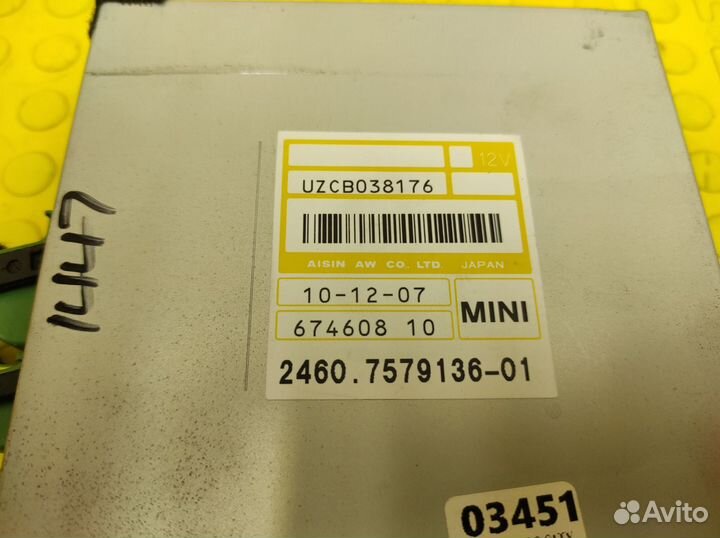 12V
UZCB038176
AISIN AW CO., LTD. JAPAN
10-12-07
674608 10
MINI
2460.7579136-01
1447
03451
Avito